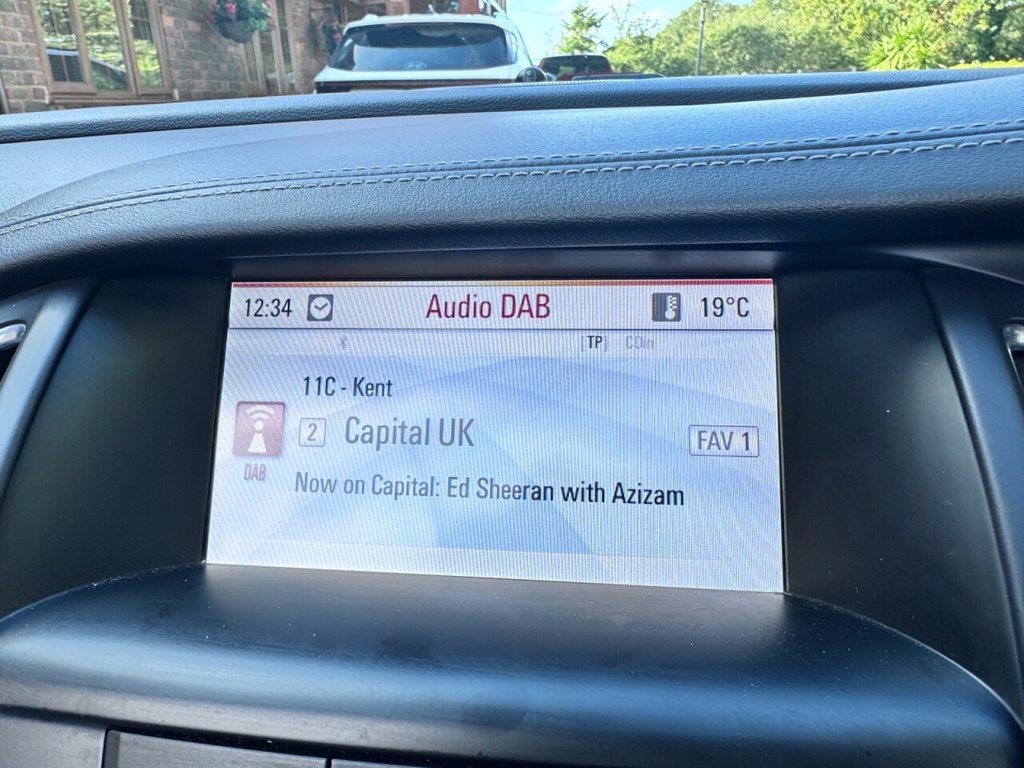 12:34 Audio DAB 19°C
[TP] CDin
11C - Kent
2 Capital UK FAV 1
DAB
Now on Capital: Ed Sheeran with Azizam